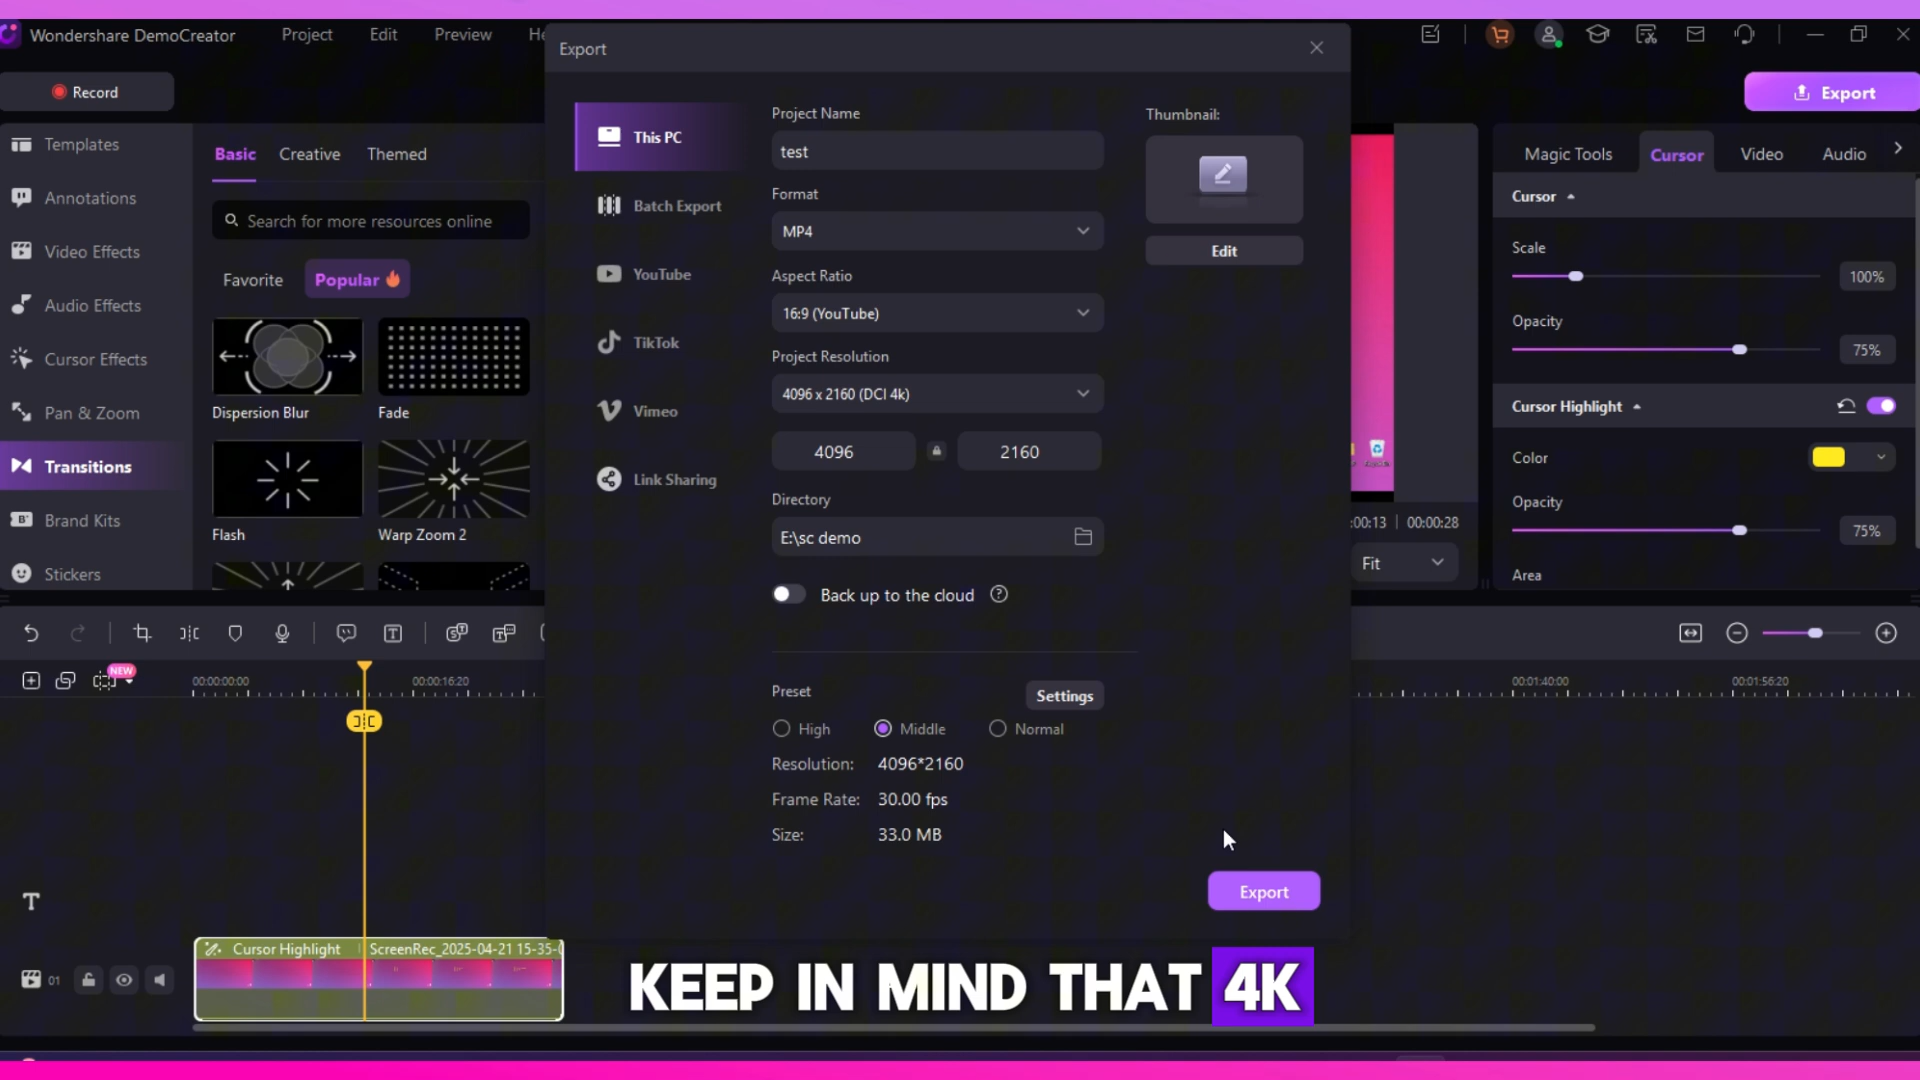 Wondershare DemoCreator
Project
Edit
Preview
He
Export
Record
Export
Templates
Annotations
Video Effects
Audio Effects
Cursor Effects
Pan & Zoom
Transitions
Brand Kits
Stickers
Basic
Creative
Themed
Search for more resources online
Favorite
Popular
Dispersion Blur
Fade
Flash
Warp Zoom 2
This PC
Batch Export
YouTube
TikTok
Vimeo
Link Sharing
Project Name
test
Format
MP4
Aspect Ratio
16:9 (YouTube)
Project Resolution
4096 x 2160 (DCI 4k)
4096
2160
Directory
E:\sc demo
Back up to the cloud
Thumbnail:
Edit
Preset
Settings
High
Middle
Normal
Resolution: 4096*2160
Frame Rate: 30.00 fps
Size: 33.0 MB
Export
:00:13 | 00:00:28
Fit
Magic Tools
Cursor
Video
Audio
Cursor
Scale
100%
Opacity
75%
Cursor Highlight
Color
Opacity
75%
Area
NEW
00:00:00:00
00:00:16:20
00:01:40:00
00:01:56:20
01
Cursor Highlight
ScreenRec_2025-04-21 15-35-
KEEP IN MIND THAT 4K